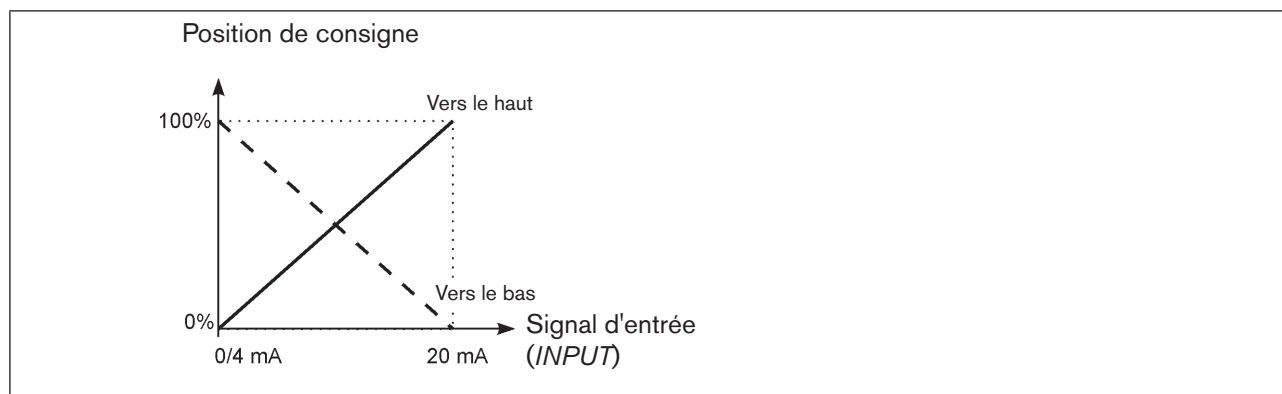 Position de consigne
Vers le haut
100%
Vers le bas
0%
Signal d'entrée
0/4 mA
20 mA
(INPUT)